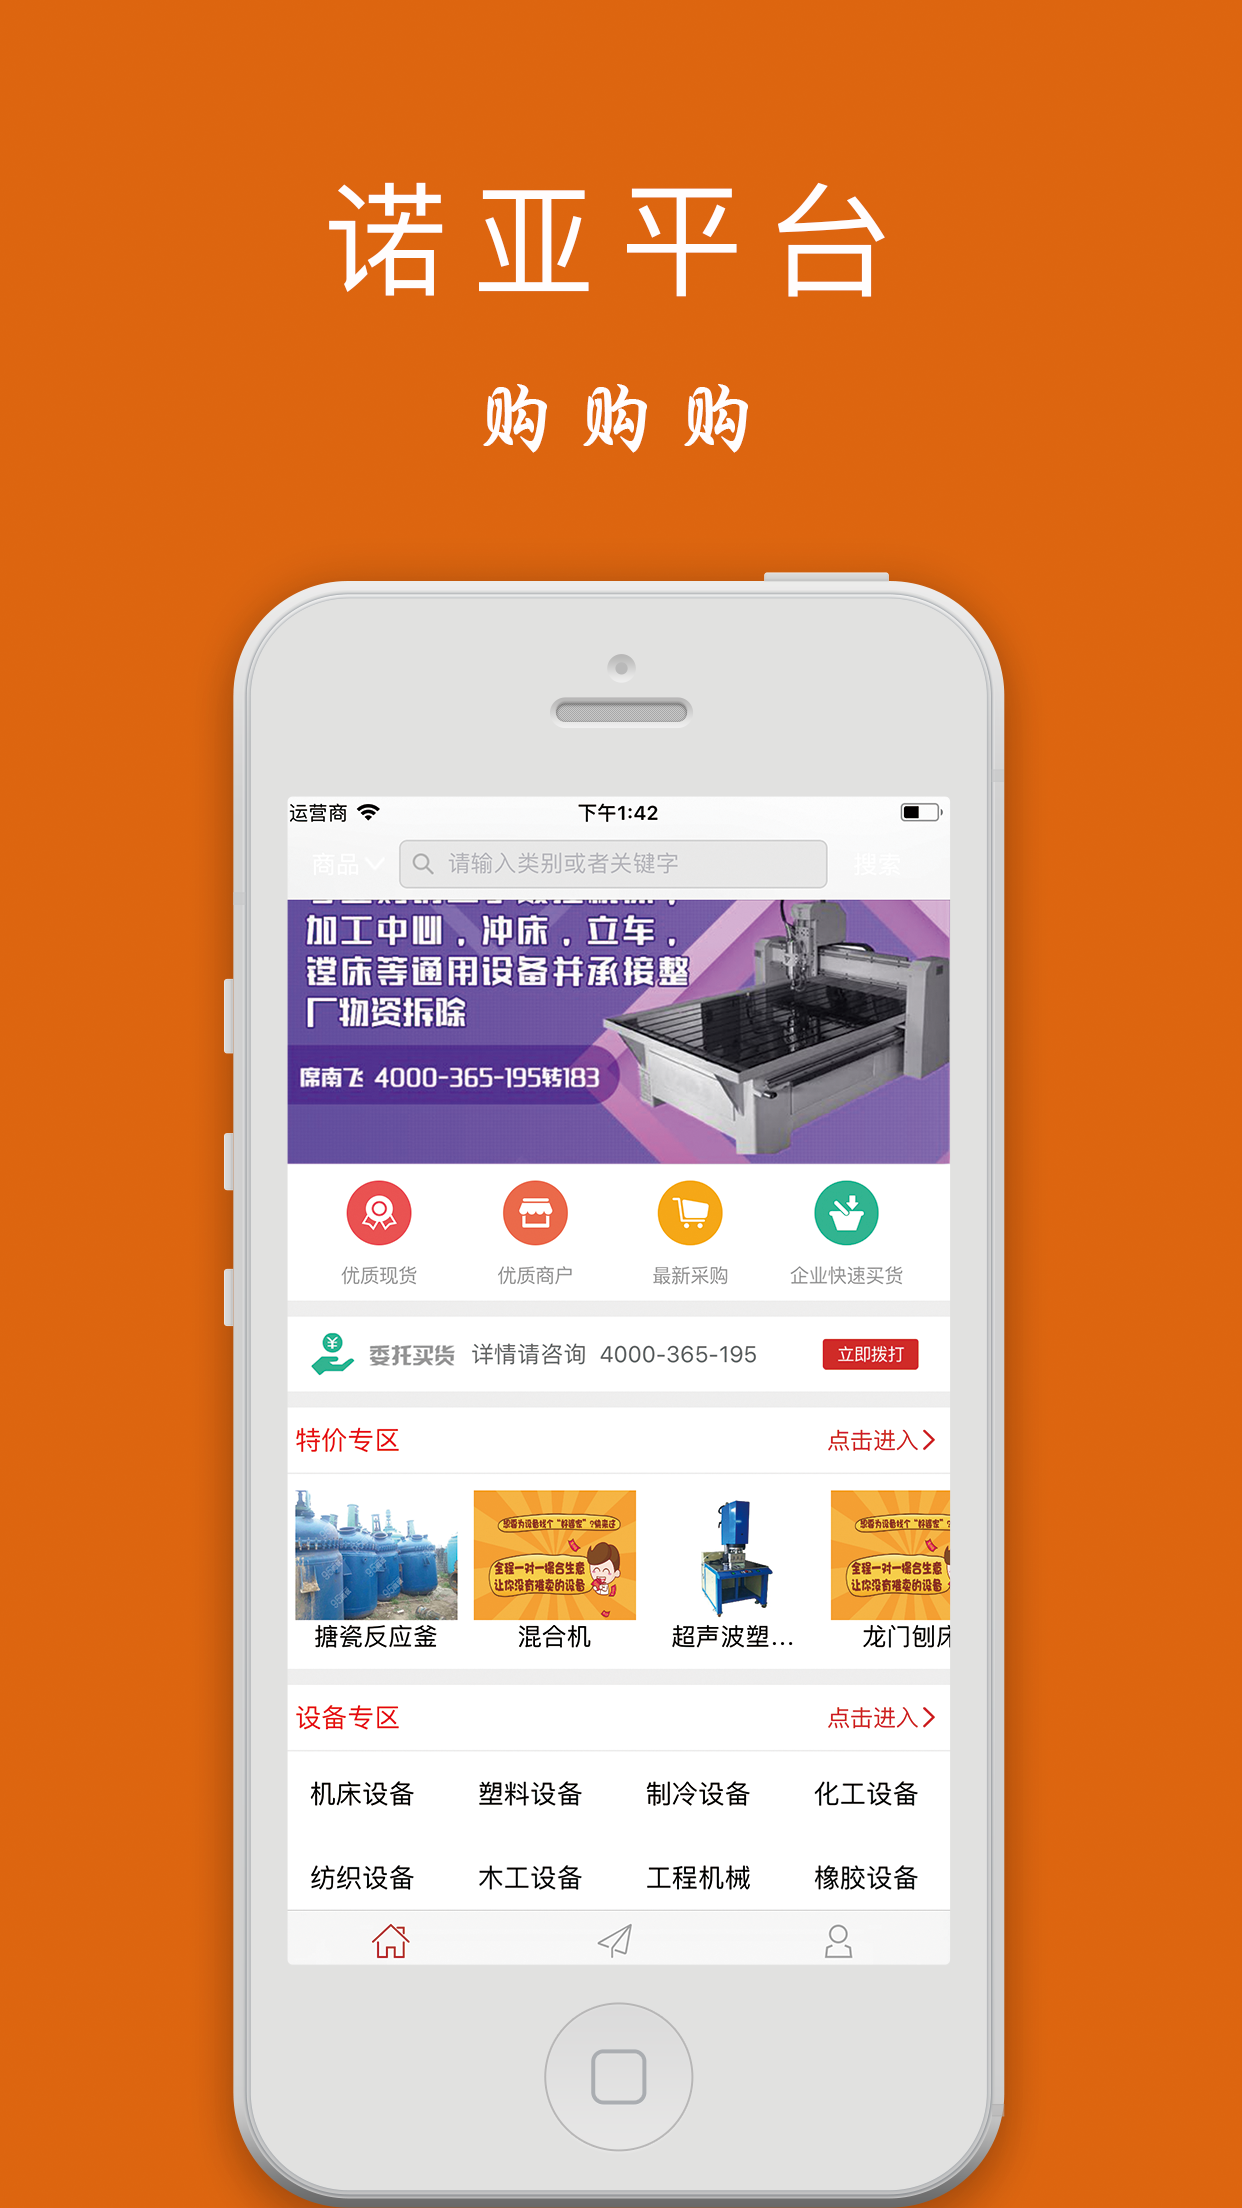 诺亚平台
购购购
运营商 下午1:42
商品 请输入类别或者关键字 搜索
加工中心，冲床，立车，
镗床等通用设备并承接整
厂物资拆除
席南飞 4000-365-195转183
优质现货 优质商户 最新采购 企业快速买货
委托买货 详情请咨询 4000-365-195 立即拨打
特价专区 点击进入
全程一对一撮合生意
让你没有难卖的设备
全程一对一撮合生意
让你没有难卖的设备
搪瓷反应釜 混合机 超声波塑... 龙门刨床
设备专区 点击进入
机床设备 塑料设备 制冷设备 化工设备
纺织设备 木工设备 工程机械 橡胶设备